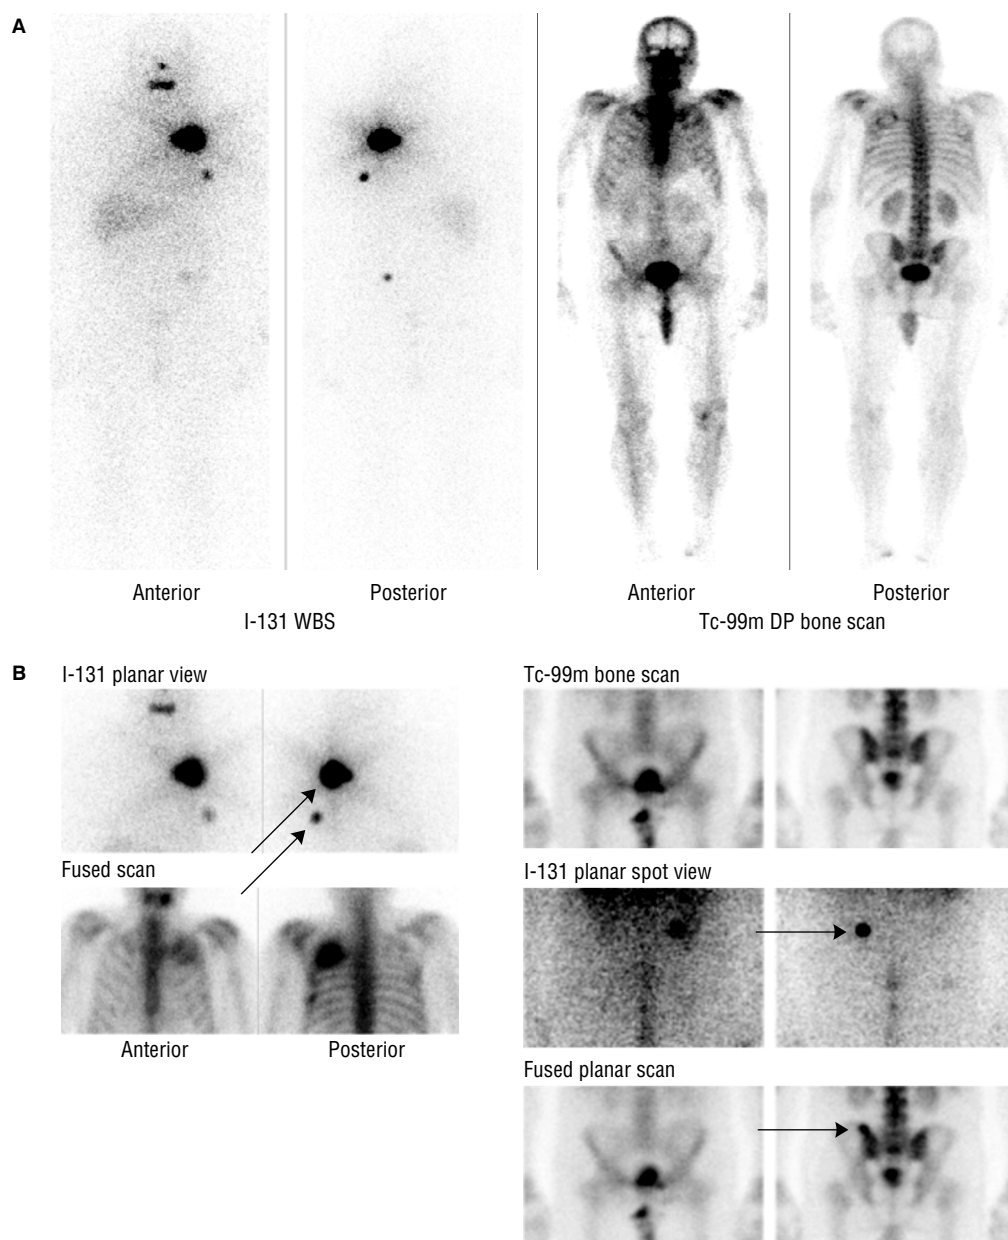 A
Anterior
Posterior
Anterior
Posterior
I-131 WBS
Tc-99m DP bone scan
B
I-131 planar view
Fused scan
Anterior
Posterior
Tc-99m bone scan
I-131 planar spot view
Fused planar scan